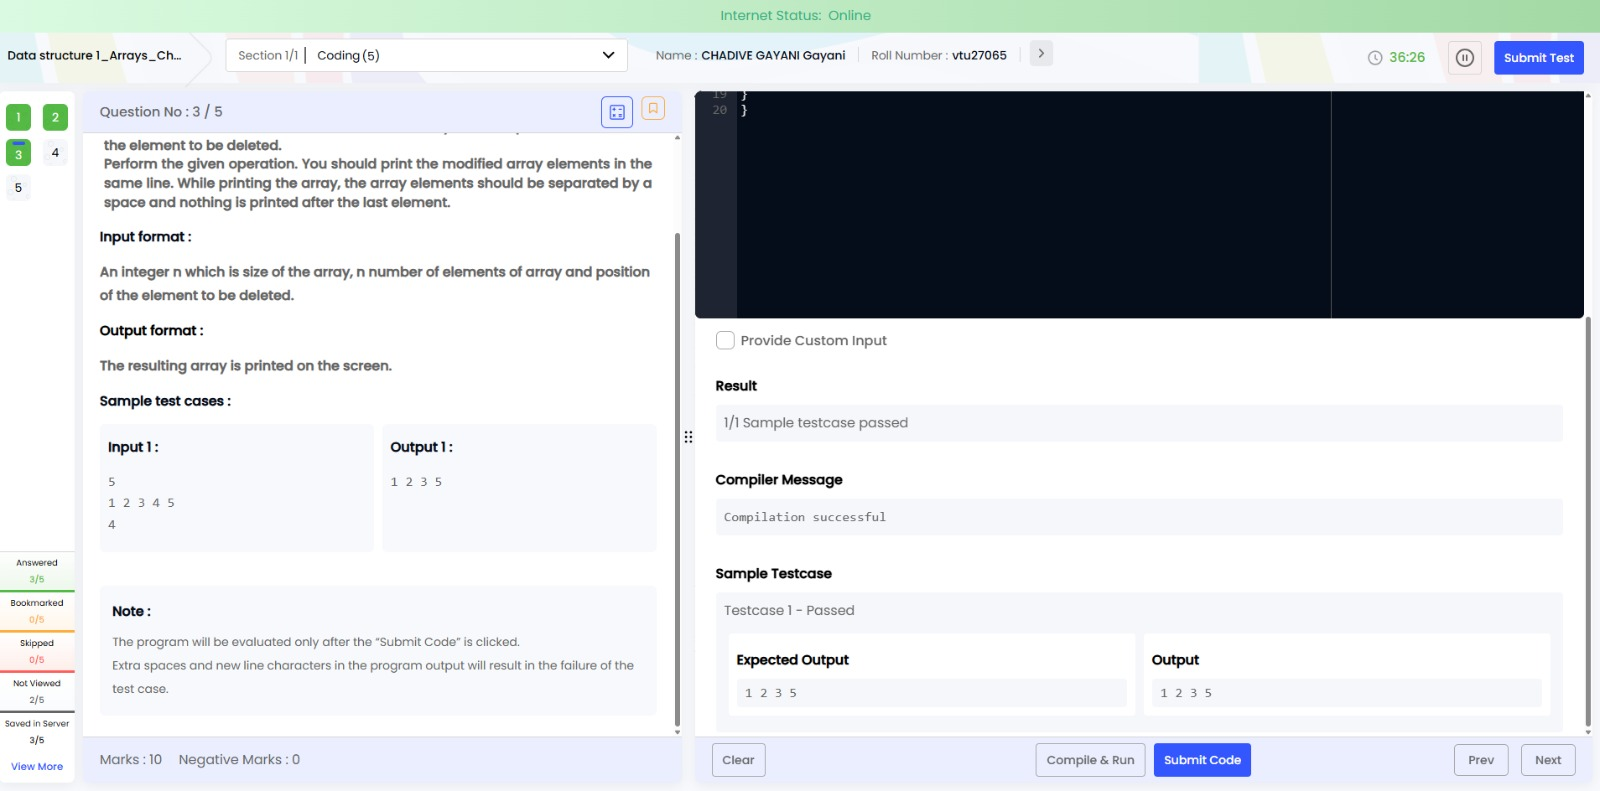 Internet Status: Online
Data structure 1_Arrays_Ch...
Section 1/1 | Coding (5)
Name : CHADIVE GAYANI Gayani
Roll Number : vtu27065
36:26
Submit Test
1 2
3 4
5
Question No : 3 / 5
the element to be deleted.
Perform the given operation. You should print the modified array elements in the
same line. While printing the array, the array elements should be separated by a
space and nothing is printed after the last element.
Input format :
An integer n which is size of the array, n number of elements of array and position
of the element to be deleted.
Output format :
The resulting array is printed on the screen.
Sample test cases :
Input 1 :
5
1 2 3 4 5
4
Output 1 :
1 2 3 5
Note :
The program will be evaluated only after the “Submit Code” is clicked.
Extra spaces and new line characters in the program output will result in the failure of the
test case.
Marks : 10 Negative Marks : 0
Answered
3/5
Bookmarked
0/5
Skipped
0/5
Not Viewed
2/5
Saved in Server
3/5
View More
19 }
20 }
Provide Custom Input
Result
1/1 Sample testcase passed
Compiler Message
Compilation successful
Sample Testcase
Testcase 1 - Passed
Expected Output
1 2 3 5
Output
1 2 3 5
Clear
Compile & Run
Submit Code
Prev
Next